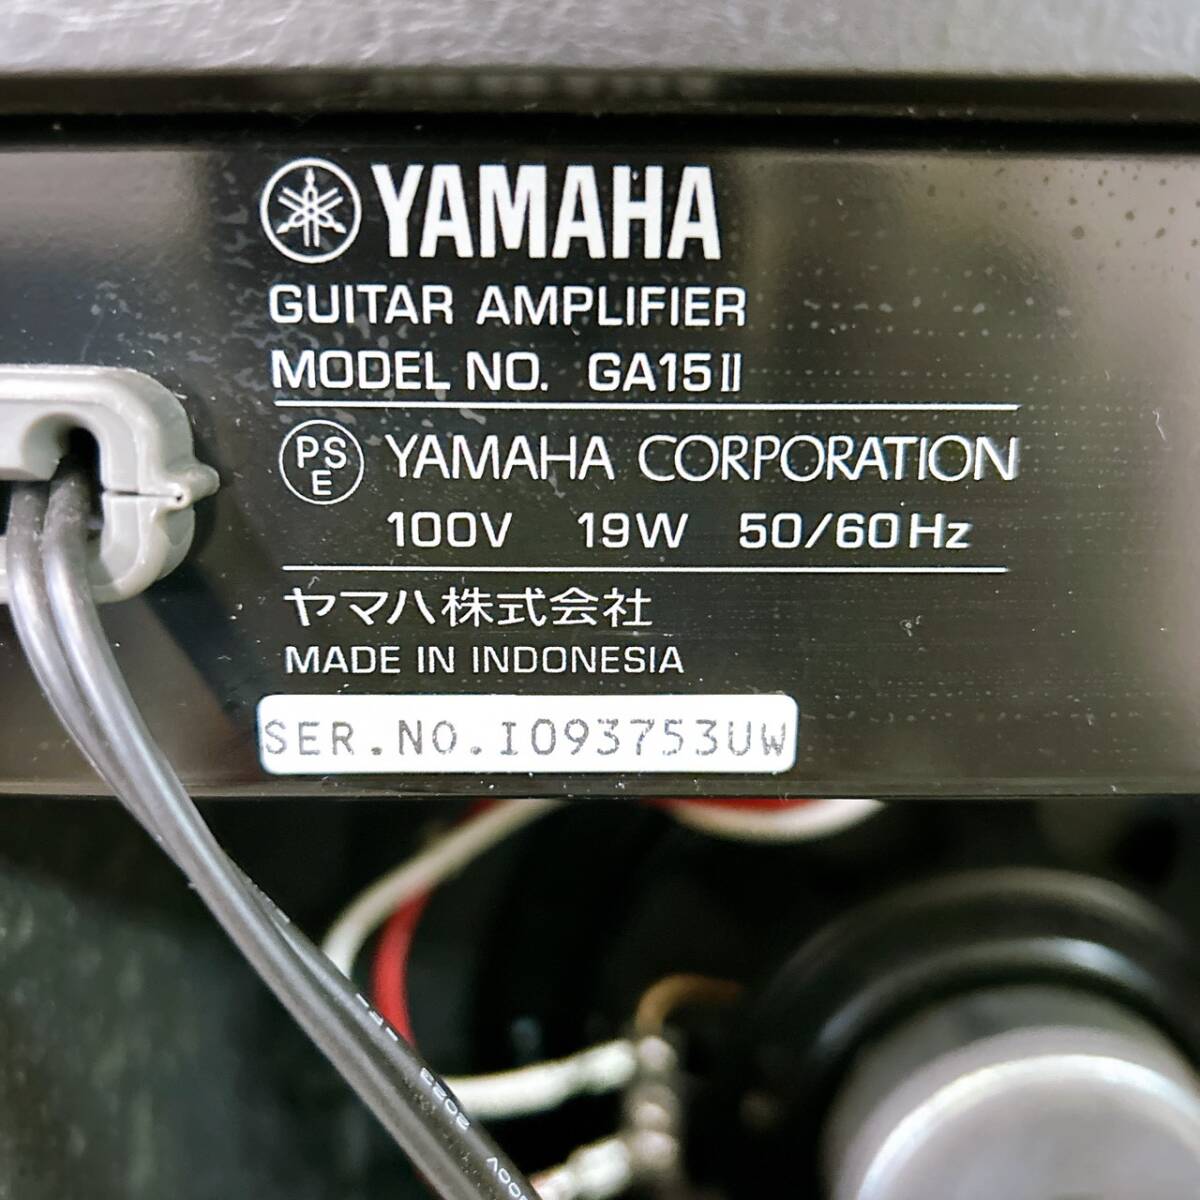 YAMAHA
GUITAR AMPLIFIER
MODEL NO. GA15II
PSE YAMAHA CORPORATION
100V 19W 50/60Hz
ヤマハ株式会社
MADE IN INDONESIA
SER.NO.I093753UW